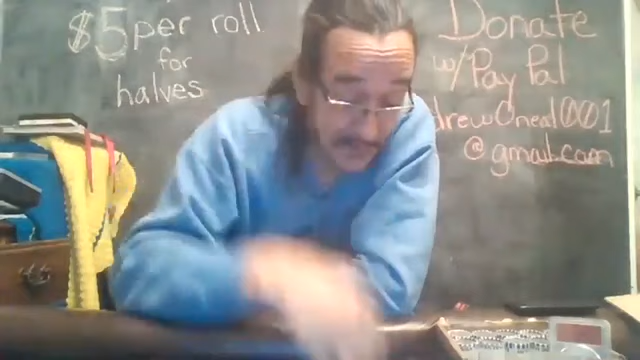 $5 per roll
for
halves
Donate
w/PayPal
drewOneal001
@gmail.com